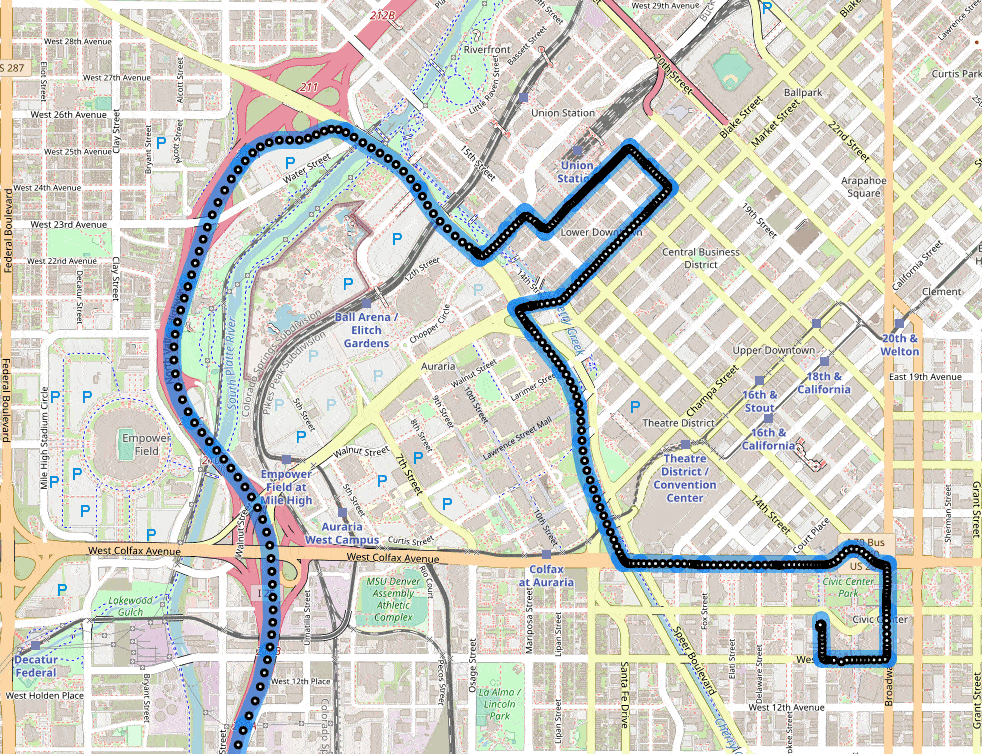 West 29th Avenue
Buck
Blake
Lawrence Street
212B
West 28th Avenue
Riverfront
Bassett Street
20th Street
S 287
West 27th Avenue
Elliot Street
Alcott Street
211
Little Raven Street
Curtis Park
Ballpark
Clay Street
West 26th Avenue
Union Station
Blake Street
Market Street
22nd Street
Bryant Street
P
West 25th Avenue
Water Street
15th Street
Union
Station
Arapahoe
Square
West 24th Avenue
19th Street
West 23rd Avenue
Lower Downtown
Federal Boulevard
Central Business
District
California Street
West 22nd Avenue
Decatur Street
Clay Street
12th Street
14th Street
Clement
Ball Arena /
Elitch
Gardens
Chopper Circle
Cherry Creek
South Platte River
Colorado Springs Subdivision
Pikes Peak Subdivision
20th &
Welton
Upper Downtown
Auraria
Walnut Street
East 19th Avenue
18th &
California
Federal Boulevard
Mile High Stadium Circle
Larimer Street
Champa Street
16th &
Stout
5th Street
9th Street
10th Street
Theatre District
16th &
California
Empower
Field
8th Street
Lawrence Street Mall
Walnut Street
7th Street
Theatre
District /
Convention
Center
Empower
Field at
Mile High
5th Street
10th Street
14th Street
Sherman Street
Grant Street
Auraria
West Campus
Curtis Street
Court Place
West Colfax Avenue
West Colfax Avenue
Colfax
at Auraria
Civic Center
Park
Lakewood
Gulch
MSU Denver
Assembly
Athletic
Complex
Mariposa Street
Lipan Street
Fox Street
Speer Boulevard
Decatur
Federal
Osage Street
Lipan Street
Elati Street
Delaware Street
West 12th Place
West Holden Place
Bryant Street
Pecos Street
La Alma /
Lincoln
Park
Santa Fe Drive
West 12th Avenue
Grant Street